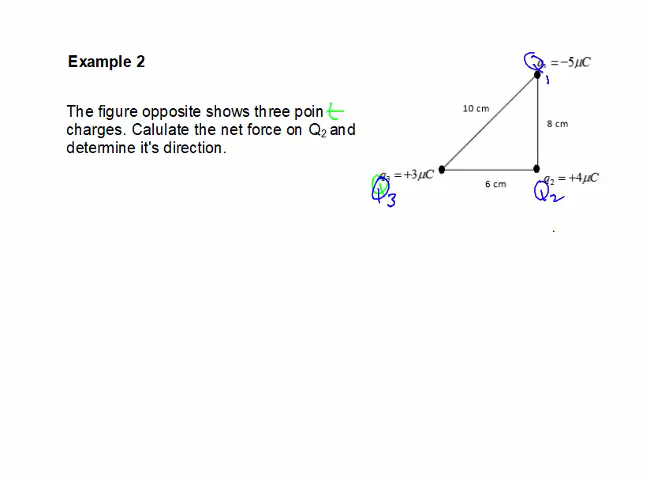 Example 2
Q₁ = −5μC
The figure opposite shows three point
charges. Calulate the net force on Q₂ and
determine it's direction.
10 cm
8 cm
Q₃ = +3μC
6 cm
Q₂ = +4μC